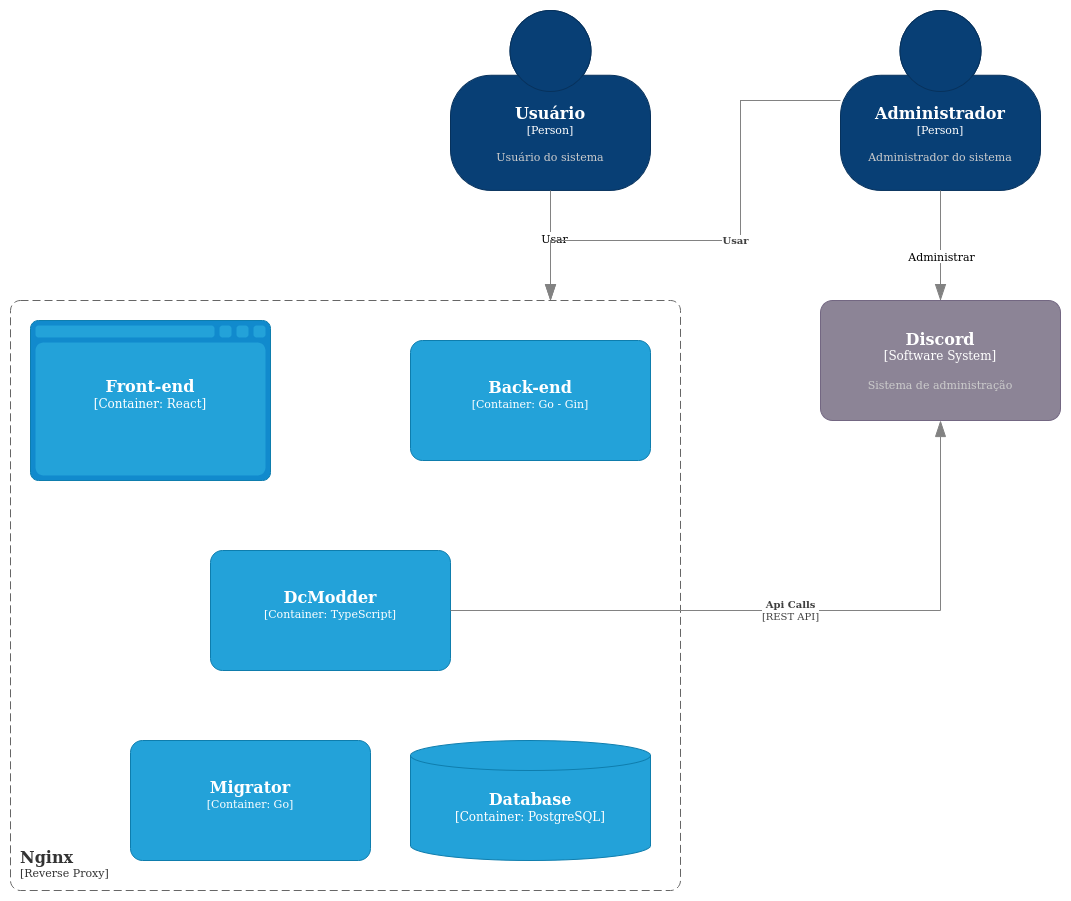 Usuário
[Person]
Usuário do sistema
Administrador
[Person]
Administrador do sistema
Usar
Usar
Administrar
Front-end
[Container: React]
Back-end
[Container: Go - Gin]
Discord
[Software System]
Sistema de administração
DcModder
[Container: TypeScript]
Api Calls
[REST API]
Migrator
[Container: Go]
Database
[Container: PostgreSQL]
Nginx
[Reverse Proxy]